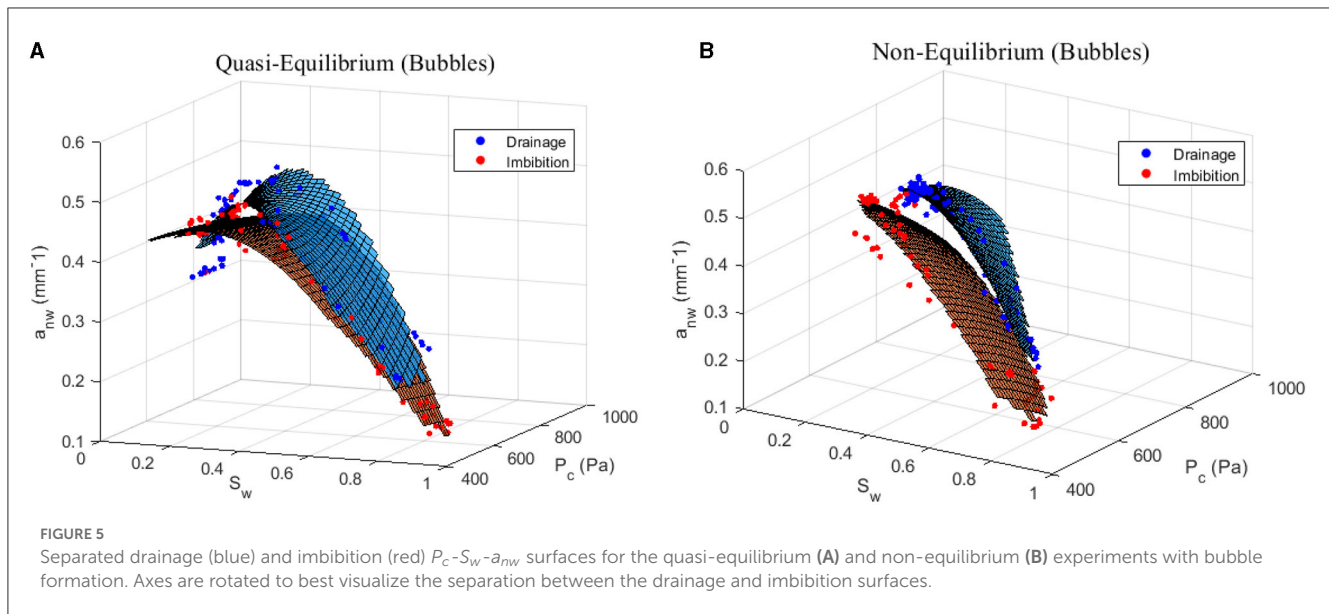 A
Quasi-Equilibrium (Bubbles)
0.6
0.5
0.4
0.3
0.2
0.1
a_nw (mm^-1)
Drainage
Imbibition
0
0.2
0.4
0.6
0.8
1
S_w
400
600
800
1000
P_c (Pa)
B
Non-Equilibrium (Bubbles)
0.6
0.5
0.4
0.3
0.2
0.1
a_nw (mm^-1)
Drainage
Imbibition
0
0.2
0.4
0.6
0.8
1
S_w
400
600
800
1000
P_c (Pa)
FIGURE 5
Separated drainage (blue) and imbibition (red) P_c-S_w-a_nw surfaces for the quasi-equilibrium (A) and non-equilibrium (B) experiments with bubble
formation. Axes are rotated to best visualize the separation between the drainage and imbibition surfaces.